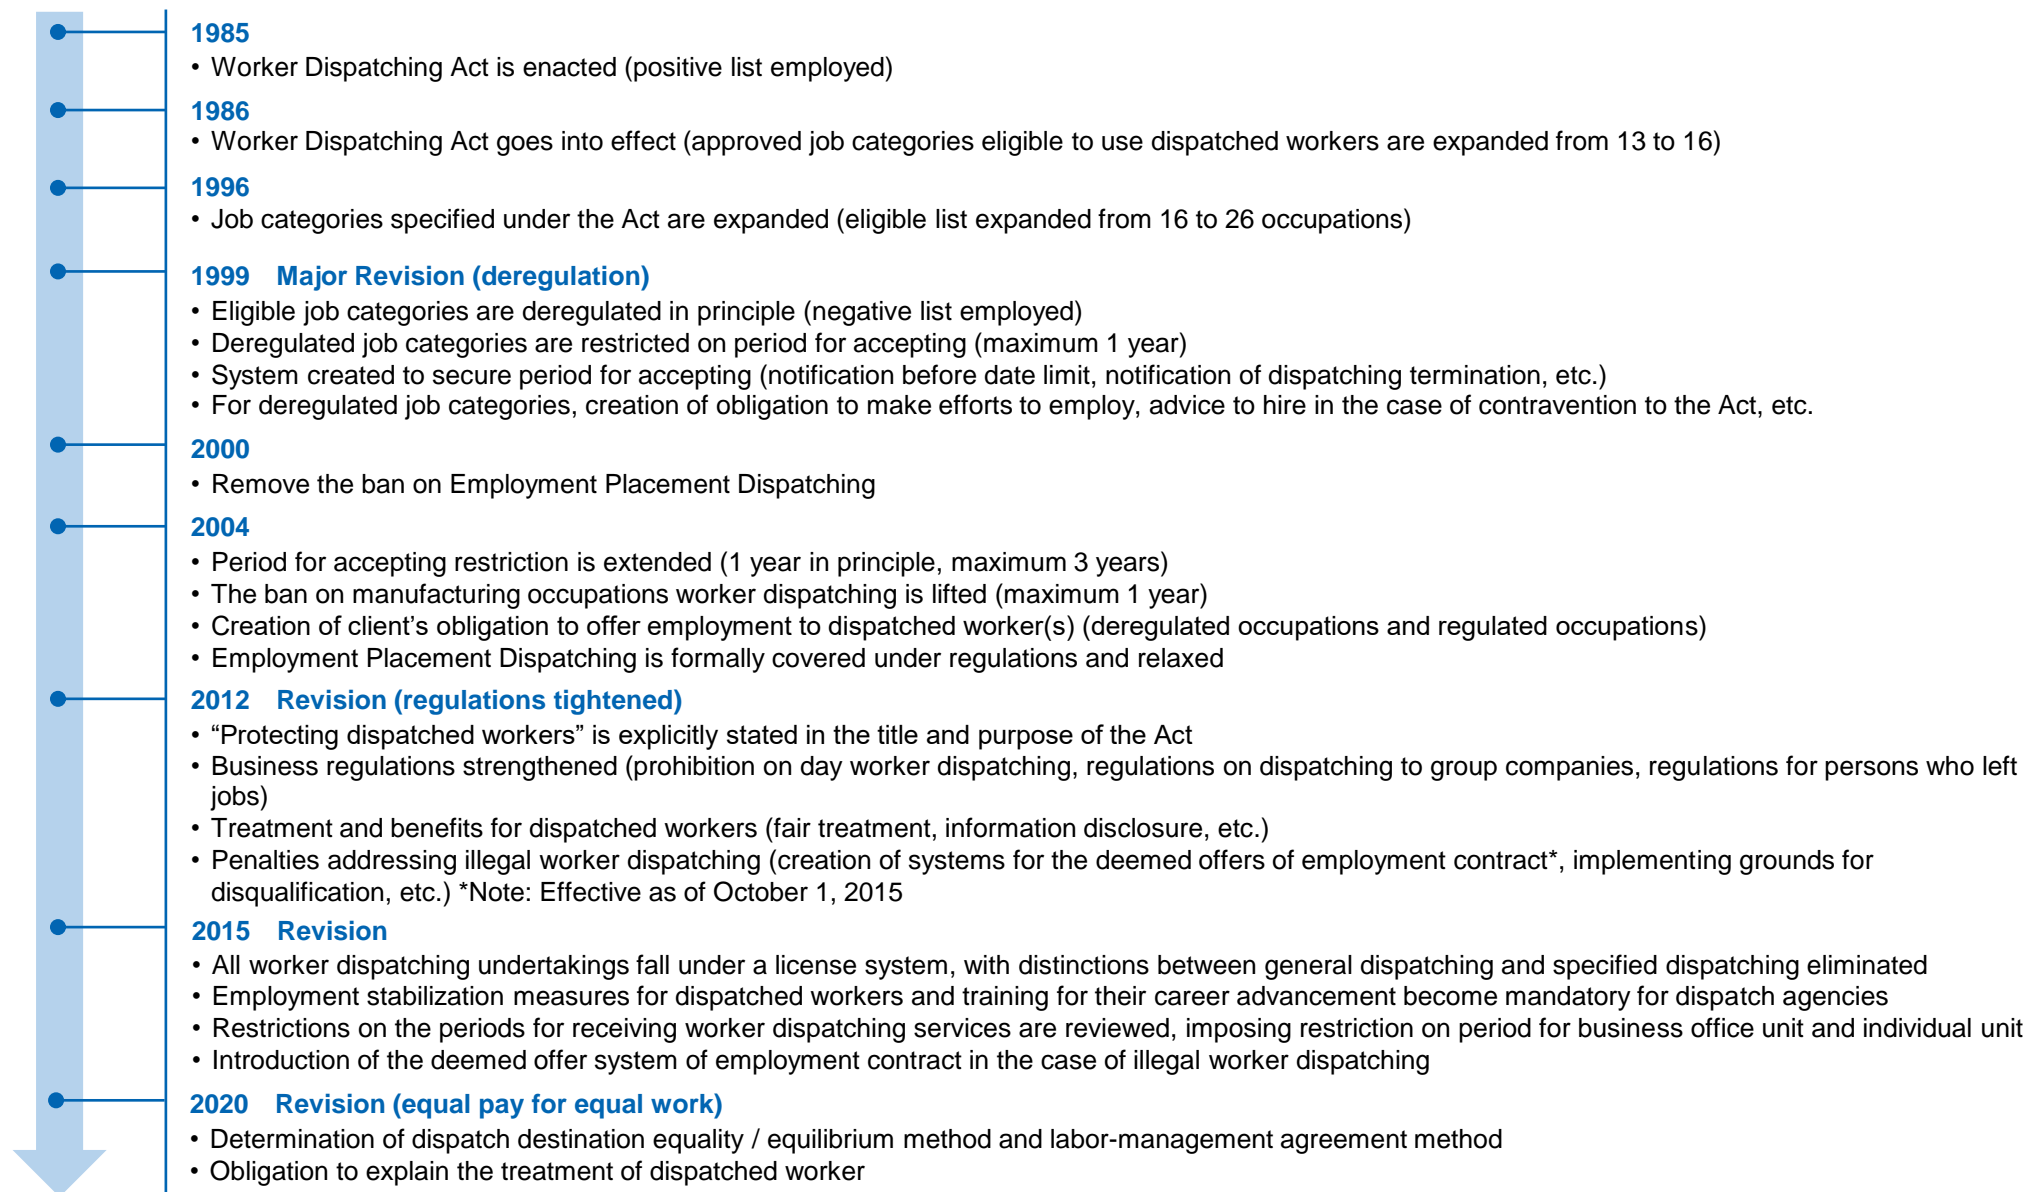 1985
• Worker Dispatching Act is enacted (positive list employed)
1986
• Worker Dispatching Act goes into effect (approved job categories eligible to use dispatched workers are expanded from 13 to 16)
1996
• Job categories specified under the Act are expanded (eligible list expanded from 16 to 26 occupations)
1999 Major Revision (deregulation)
• Eligible job categories are deregulated in principle (negative list employed)
• Deregulated job categories are restricted on period for accepting (maximum 1 year)
• System created to secure period for accepting (notification before date limit, notification of dispatching termination, etc.)
• For deregulated job categories, creation of obligation to make efforts to employ, advice to hire in the case of contravention to the Act, etc.
2000
• Remove the ban on Employment Placement Dispatching
2004
• Period for accepting restriction is extended (1 year in principle, maximum 3 years)
• The ban on manufacturing occupations worker dispatching is lifted (maximum 1 year)
• Creation of client’s obligation to offer employment to dispatched worker(s) (deregulated occupations and regulated occupations)
• Employment Placement Dispatching is formally covered under regulations and relaxed
2012 Revision (regulations tightened)
• “Protecting dispatched workers” is explicitly stated in the title and purpose of the Act
• Business regulations strengthened (prohibition on day worker dispatching, regulations on dispatching to group companies, regulations for persons who left
jobs)
• Treatment and benefits for dispatched workers (fair treatment, information disclosure, etc.)
• Penalties addressing illegal worker dispatching (creation of systems for the deemed offers of employment contract*, implementing grounds for
disqualification, etc.) *Note: Effective as of October 1, 2015
2015 Revision
• All worker dispatching undertakings fall under a license system, with distinctions between general dispatching and specified dispatching eliminated
• Employment stabilization measures for dispatched workers and training for their career advancement become mandatory for dispatch agencies
• Restrictions on the periods for receiving worker dispatching services are reviewed, imposing restriction on period for business office unit and individual unit
• Introduction of the deemed offer system of employment contract in the case of illegal worker dispatching
2020 Revision (equal pay for equal work)
• Determination of dispatch destination equality / equilibrium method and labor-management agreement method
• Obligation to explain the treatment of dispatched worker